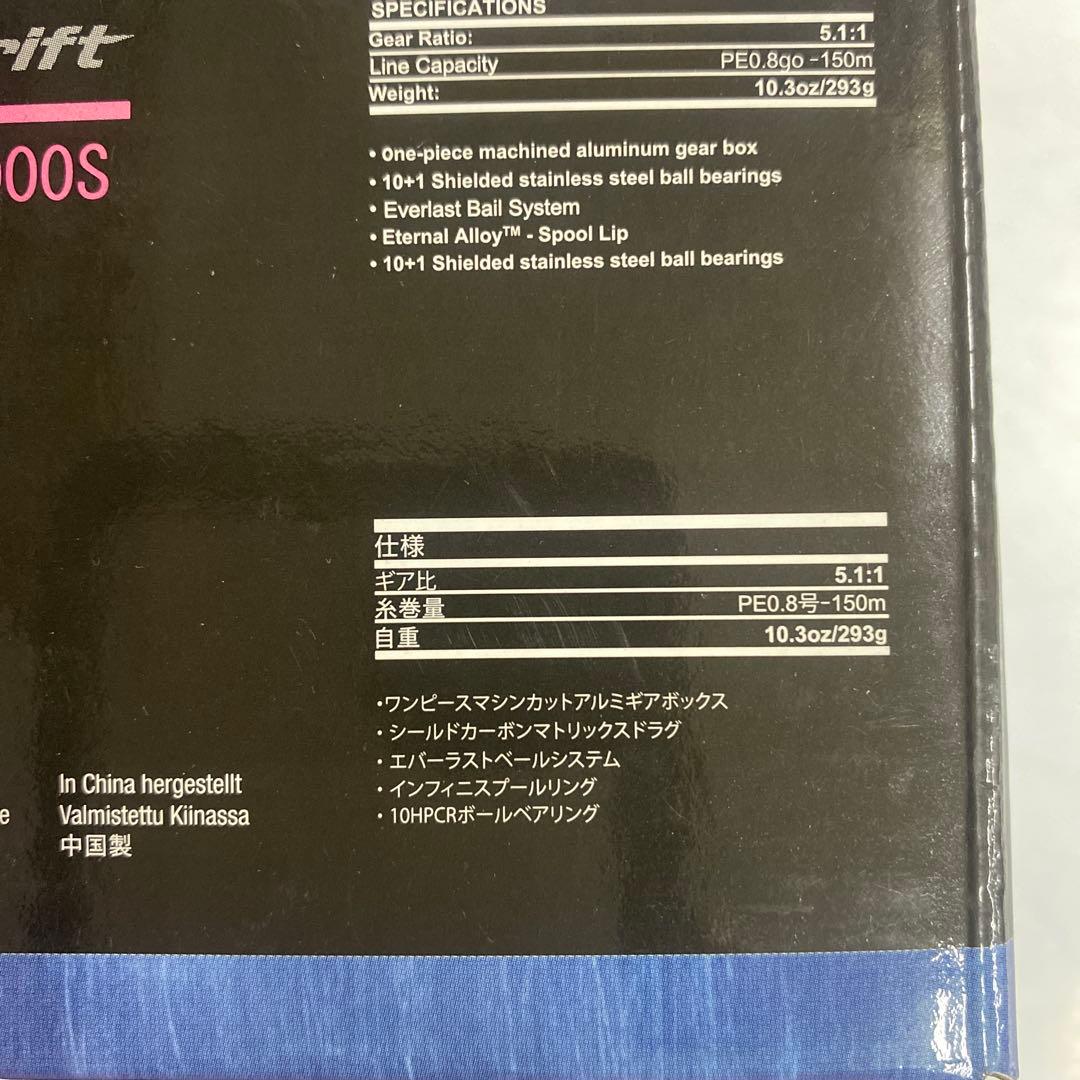 SPECIFICATIONS
Gear Ratio: 5.1:1
Line Capacity PE0.8go -150m
Weight: 10.3oz/293g
rift
00S
• one-piece machined aluminum gear box
• 10+1 Shielded stainless steel ball bearings
• Everlast Bail System
• Eternal Alloy™ - Spool Lip
• 10+1 Shielded stainless steel ball bearings
仕様
ギア比 5.1:1
糸巻量 PE0.8号-150m
自重 10.3oz/293g
・ワンピースマシンカットアルミギアボックス
・シールドカーボンマトリックスドラグ
・エバーラストベールシステム
・インフィニスプールリング
・10HPCRボールベアリング
In China hergestellt
e Valmistettu Kiinassa
中国製